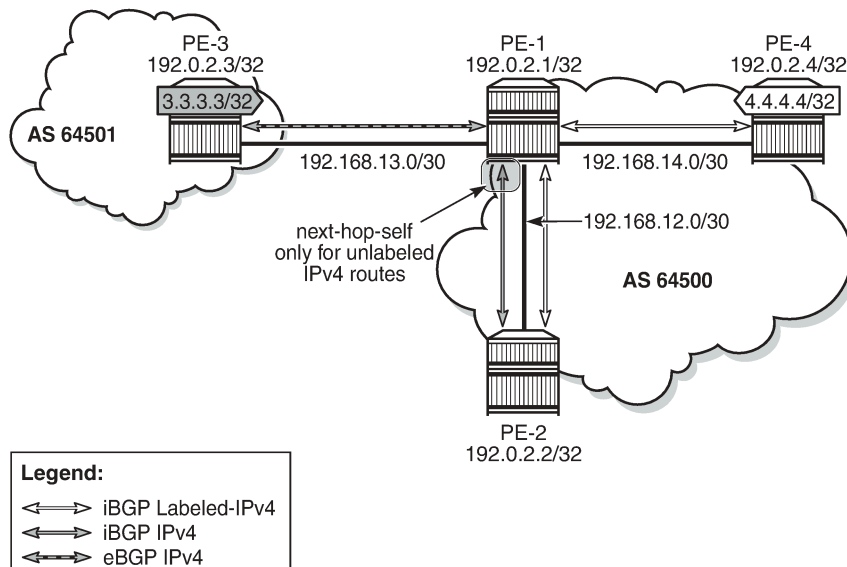 PE-3
192.0.2.3/32
3.3.3.3/32
AS 64501
PE-1
192.0.2.1/32
PE-4
192.0.2.4/32
4.4.4.4/32
192.168.13.0/30
192.168.14.0/30
next-hop-self
only for unlabeled
IPv4 routes
192.168.12.0/30
AS 64500
PE-2
192.0.2.2/32
Legend:
iBGP Labeled-IPv4
iBGP IPv4
eBGP IPv4